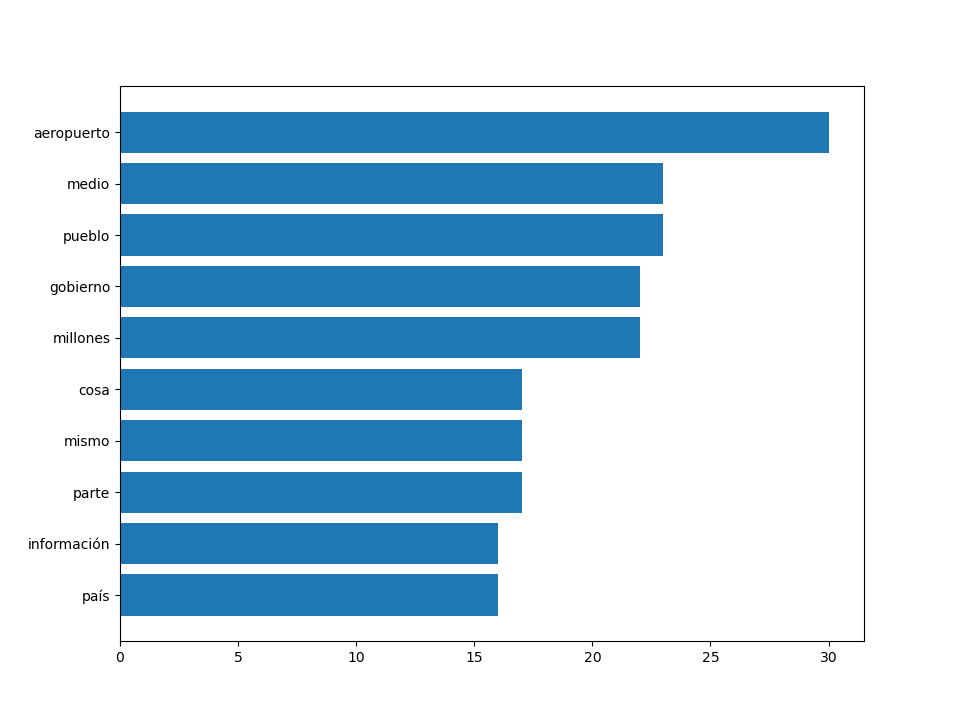 aeropuerto
medio
pueblo
gobierno
millones
cosa
mismo
parte
información
país
0 5 10 15 20 25 30